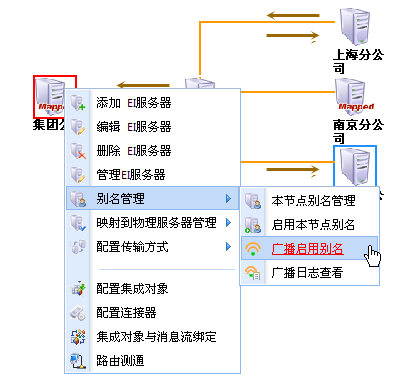 上海分公
司
Mapped
集团公
Mapped
南京分公
司
添加 EI服务器
编辑 EI服务器
删除 EI服务器
管理EI服务器
别名管理
映射到物理服务器管理
配置传输方式
配置集成对象
配置连接器
集成对象与消息流绑定
路由测通
本节点别名管理
启用本节点别名
广播启用别名
广播日志查看